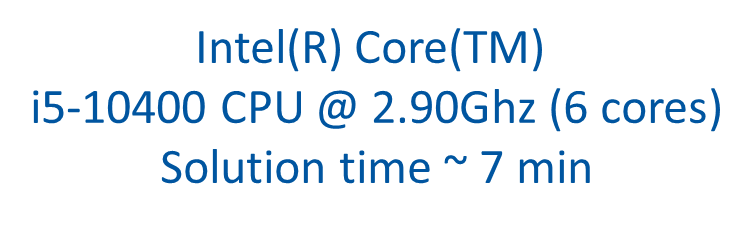 Intel(R) Core(TM)
i5-10400 CPU @ 2.90Ghz (6 cores)
Solution time ~ 7 min